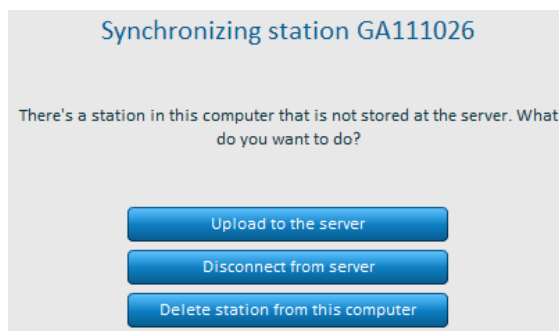 Synchronizing station GA111026
There's a station in this computer that is not stored at the server. What
do you want to do?
Upload to the server
Disconnect from server
Delete station from this computer